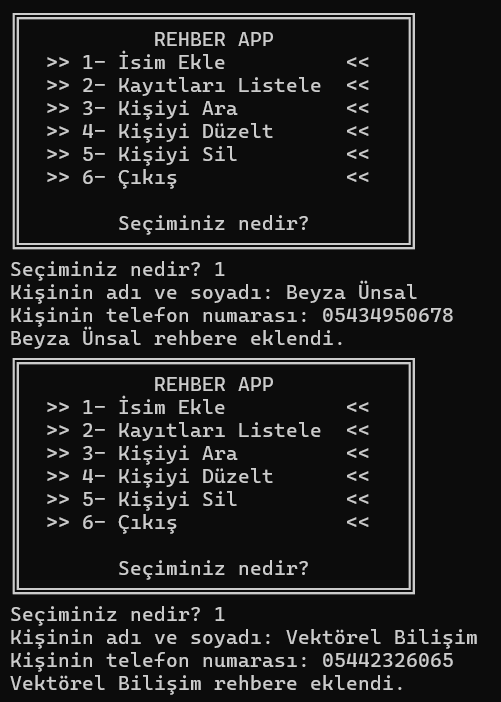 REHBER APP
>> 1- İsim Ekle <<
>> 2- Kayıtları Listele <<
>> 3- Kişiyi Ara <<
>> 4- Kişiyi Düzelt <<
>> 5- Kişiyi Sil <<
>> 6- Çıkış <<
Seçiminiz nedir?
Seçiminiz nedir? 1
Kişinin adı ve soyadı: Beyza Ünsal
Kişinin telefon numarası: 05434950678
Beyza Ünsal rehbere eklendi.
REHBER APP
>> 1- İsim Ekle <<
>> 2- Kayıtları Listele <<
>> 3- Kişiyi Ara <<
>> 4- Kişiyi Düzelt <<
>> 5- Kişiyi Sil <<
>> 6- Çıkış <<
Seçiminiz nedir?
Seçiminiz nedir? 1
Kişinin adı ve soyadı: Vektörel Bilişim
Kişinin telefon numarası: 05442326065
Vektörel Bilişim rehbere eklendi.